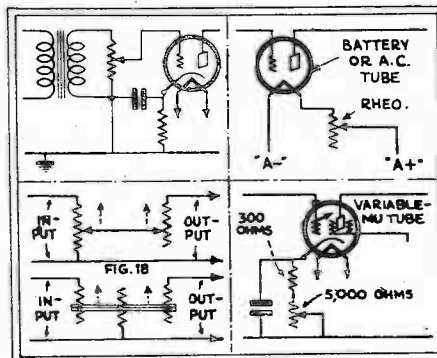 BATTERY
OR A.C.
TUBE
RHEO.
"A-"
"A+"
IN-
PUT
OUT-
PUT
FIG. 18
IN-
PUT
OUT-
PUT
VARIABLE-
MU TUBE
300
OHMS
5,000 OHMS